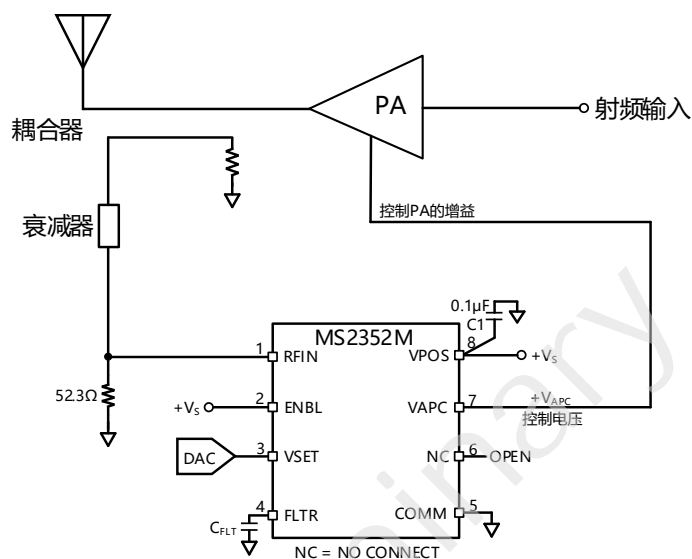 PA
射频输入
耦合器
衰减器
控制PA的增益
0.1μF
C1
MS2352M
1 RFIN
VPOS 8
+VS
52.3Ω
+VS
2 ENBL
VAPC 7
+VAPC
控制电压
DAC
3 VSET
NC 6 OPEN
CFLT
4 FLTR
COMM 5
NC = NO CONNECT